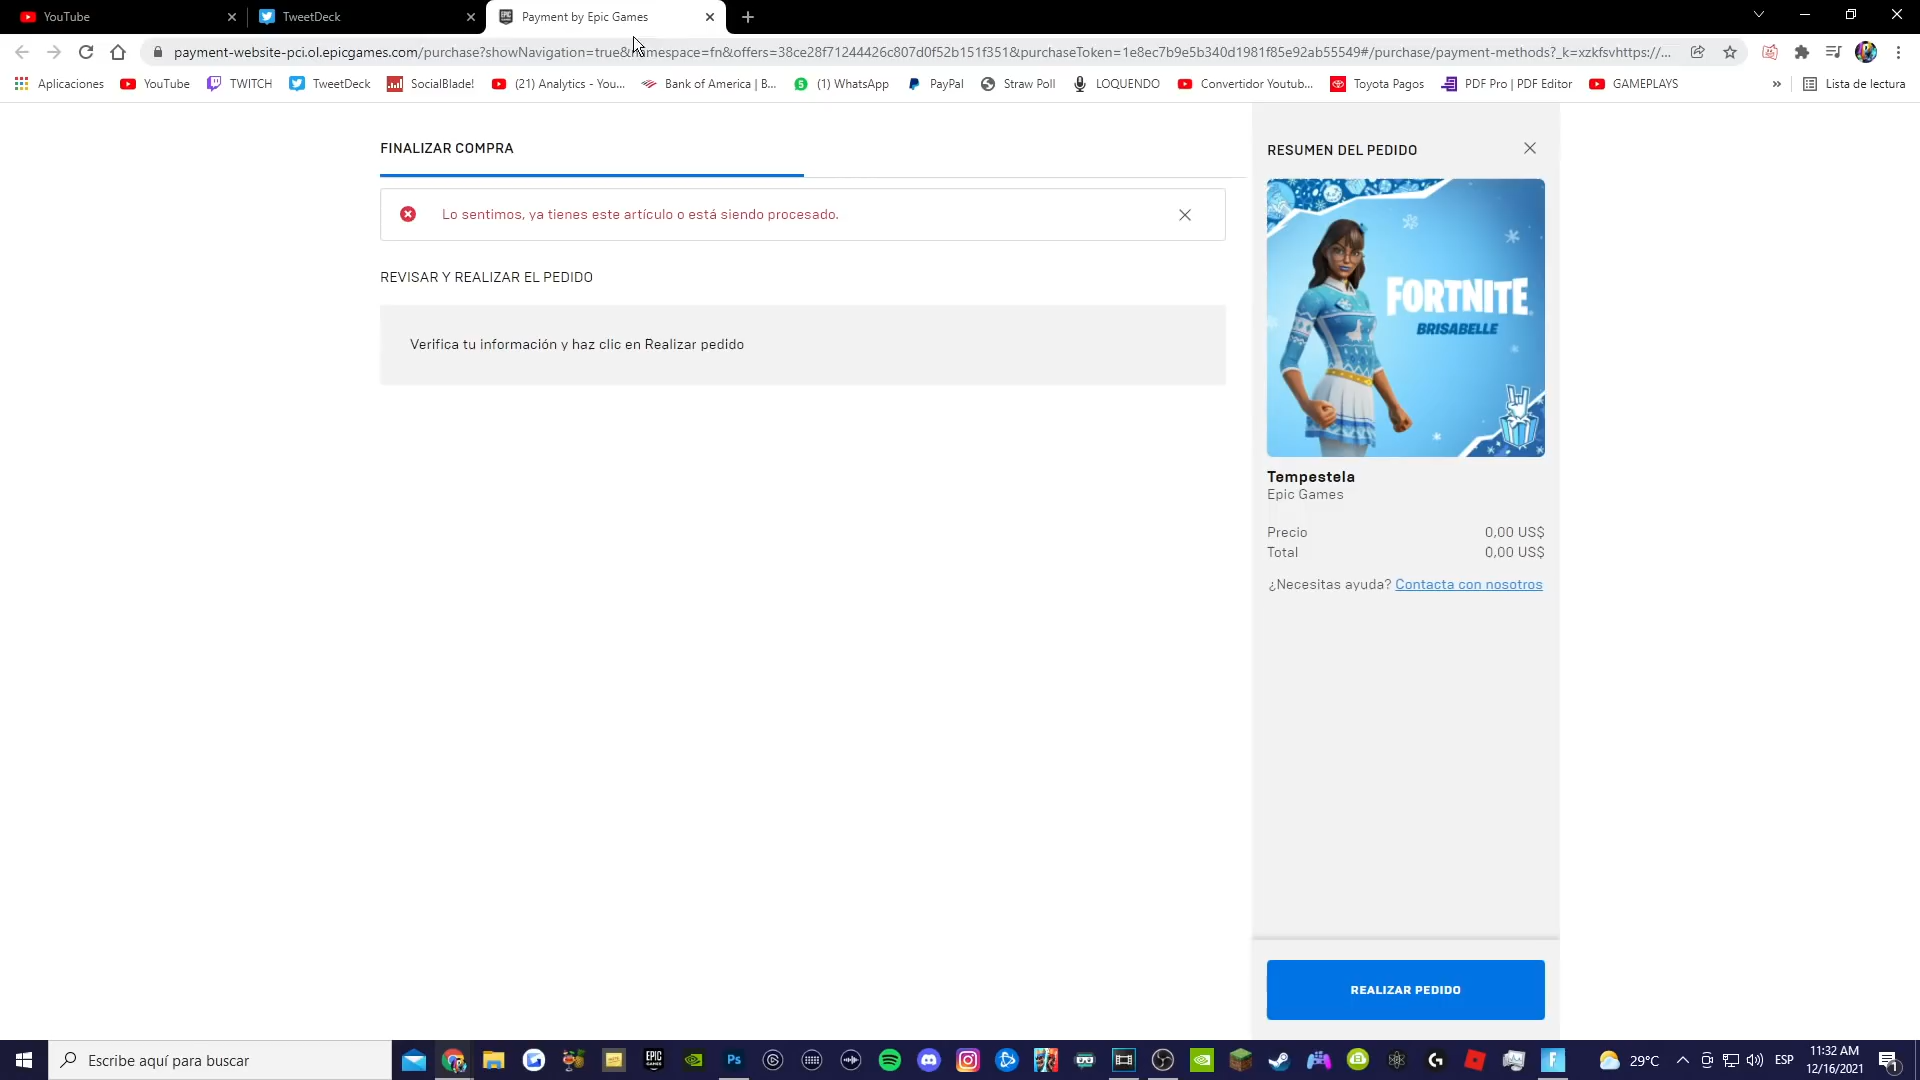 YouTube
TweetDeck
Payment by Epic Games
payment-website-pci.ol.epicgames.com/purchase?showNavigation=true&namespace=fn&offers=38ce28f71244426c807d0f52b151f351&purchaseToken=1e8ec7b9e5b340d1981f85e92ab55549#/purchase/payment-methods?_k=xzkfsvhttps://...
Aplicaciones
YouTube
TWITCH
TweetDeck
SocialBlade!
(21) Analytics - You...
Bank of America | B...
(1) WhatsApp
PayPal
Straw Poll
LOQUENDO
Convertidor Youtub...
Toyota Pagos
PDF Pro | PDF Editor
GAMEPLAYS
»
Lista de lectura
FINALIZAR COMPRA
Lo sentimos, ya tienes este artículo o está siendo procesado.
REVISAR Y REALIZAR EL PEDIDO
Verifica tu información y haz clic en Realizar pedido
RESUMEN DEL PEDIDO
FORTNITE
BRISABELLE
Tempestela
Epic Games
Precio 0,00 US$
Total 0,00 US$
¿Necesitas ayuda? Contacta con nosotros
REALIZAR PEDIDO
Escribe aquí para buscar
EPIC GAMES
Ps
29°C
ESP
11:32 AM
12/16/2021
1